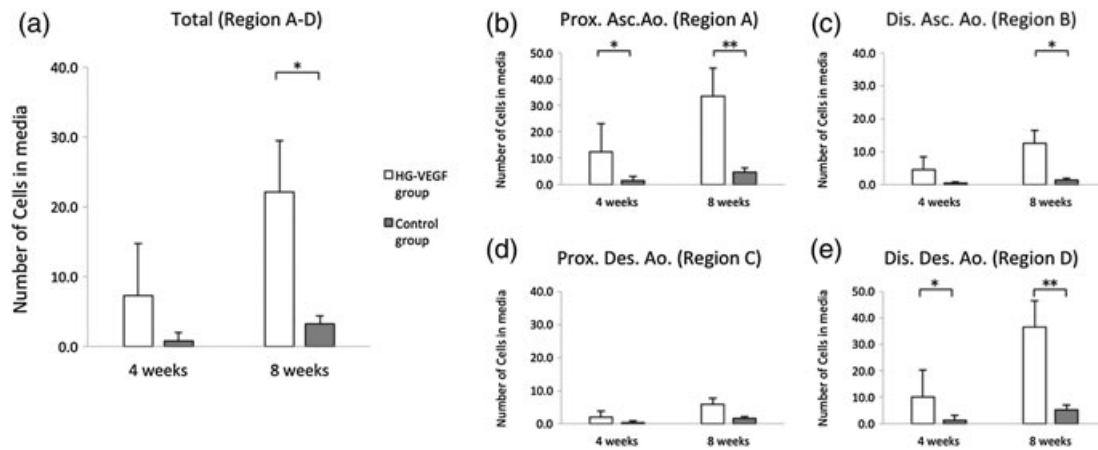 (a)
Total (Region A-D)
Number of Cells in media
40.0
30.0
20.0
10.0
0.0
*
4 weeks
8 weeks
HG-VEGF
group
Control
group
(b)
Prox. Asc.Ao. (Region A)
Number of Cells in media
50.0
40.0
30.0
20.0
10.0
0.0
*
**
4 weeks
8 weeks
(c)
Dis. Asc. Ao. (Region B)
Number of Cells in media
40.0
30.0
20.0
10.0
0.0
*
4 weeks
8 weeks
(d)
Prox. Des. Ao. (Region C)
Number of Cells in media
40.0
30.0
20.0
10.0
0.0
4 weeks
8 weeks
(e)
Dis. Des. Ao. (Region D)
Number of Cells in media
50.0
40.0
30.0
20.0
10.0
0.0
*
**
4 weeks
8 weeks